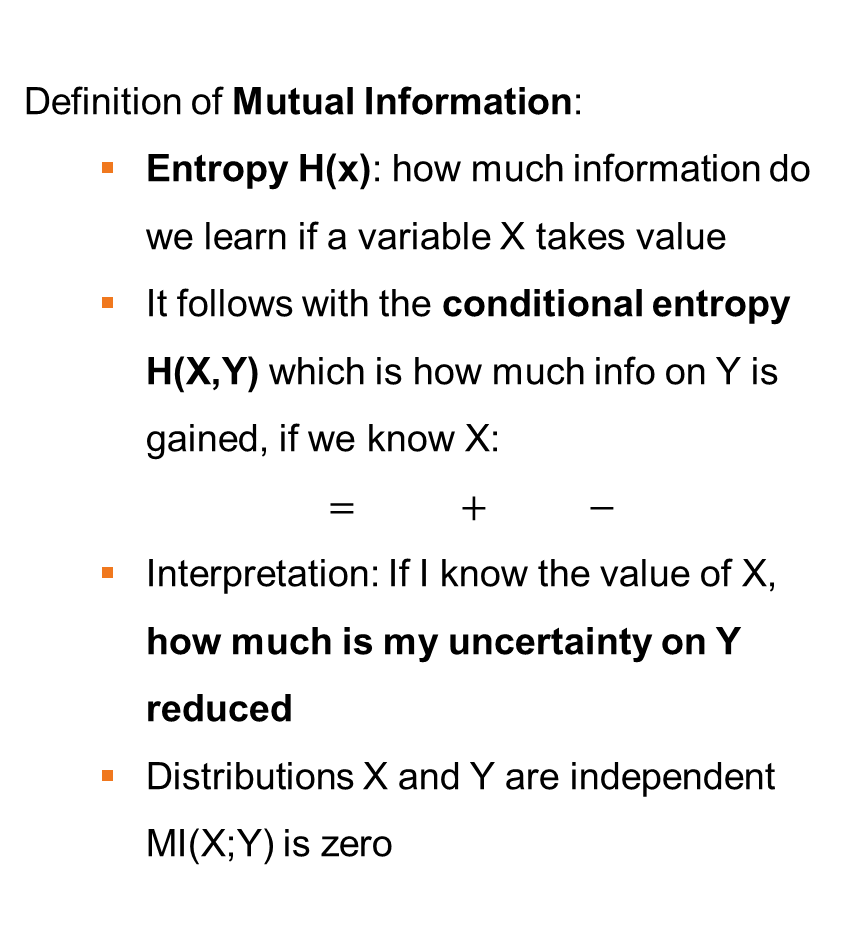 Definition of Mutual Information:
▪ Entropy H(x): how much information do
we learn if a variable X takes value
▪ It follows with the conditional entropy
H(X,Y) which is how much info on Y is
gained, if we know X:
= + −
▪ Interpretation: If I know the value of X,
how much is my uncertainty on Y
reduced
▪ Distributions X and Y are independent
MI(X;Y) is zero